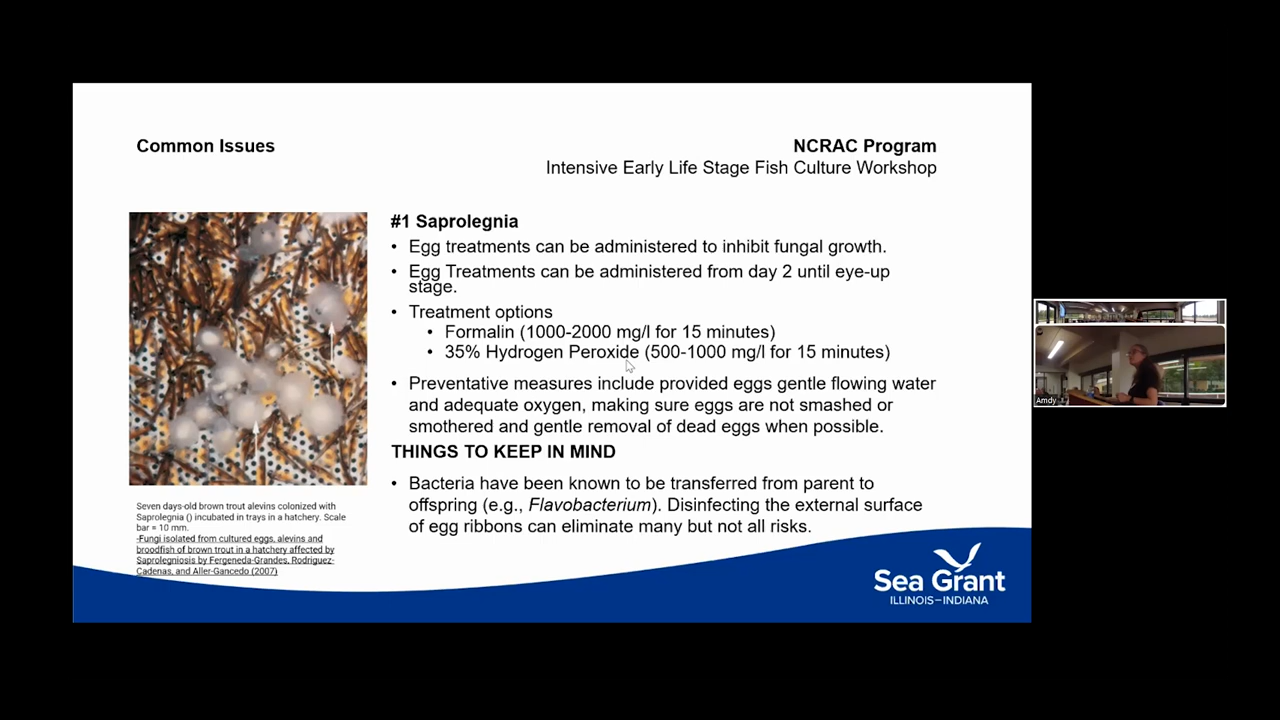 Common Issues
NCRAC Program
Intensive Early Life Stage Fish Culture Workshop
#1 Saprolegnia
• Egg treatments can be administered to inhibit fungal growth.
• Egg Treatments can be administered from day 2 until eye-up
stage.
• Treatment options
• Formalin (1000-2000 mg/l for 15 minutes)
• 35% Hydrogen Peroxide (500-1000 mg/l for 15 minutes)
• Preventative measures include provided eggs gentle flowing water
and adequate oxygen, making sure eggs are not smashed or
smothered and gentle removal of dead eggs when possible.
THINGS TO KEEP IN MIND
• Bacteria have been known to be transferred from parent to
offspring (e.g., Flavobacterium). Disinfecting the external surface
of egg ribbons can eliminate many but not all risks.
Seven days-old brown trout alevins colonized with
Saprolegnia () incubated in trays in a hatchery. Scale
bar = 10 mm.
-Fungi isolated from cultured eggs, alevins and
broodfish of brown trout in a hatchery affected by
Saprolegniosis by Fergeneda-Grandes, Rodriguez-
Cadenas, and Aller-Gancedo (2007)
Sea Grant
ILLINOIS–INDIANA
Amdy